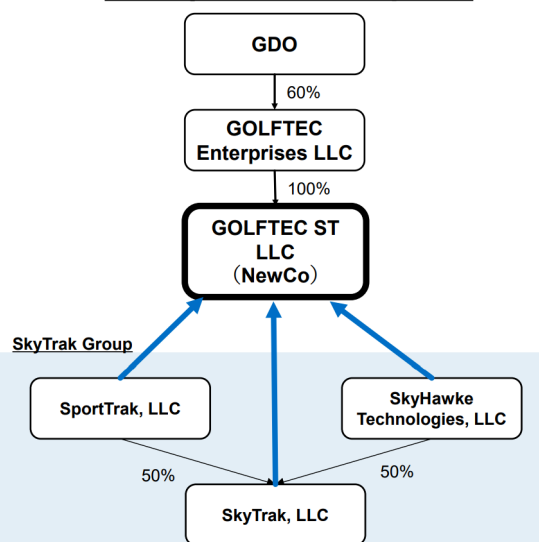 GDO
60%
GOLFTEC
Enterprises LLC
100%
GOLFTEC ST
LLC
（NewCo）
SkyTrak Group
SportTrak, LLC
SkyHawke
Technologies, LLC
50%
50%
SkyTrak, LLC